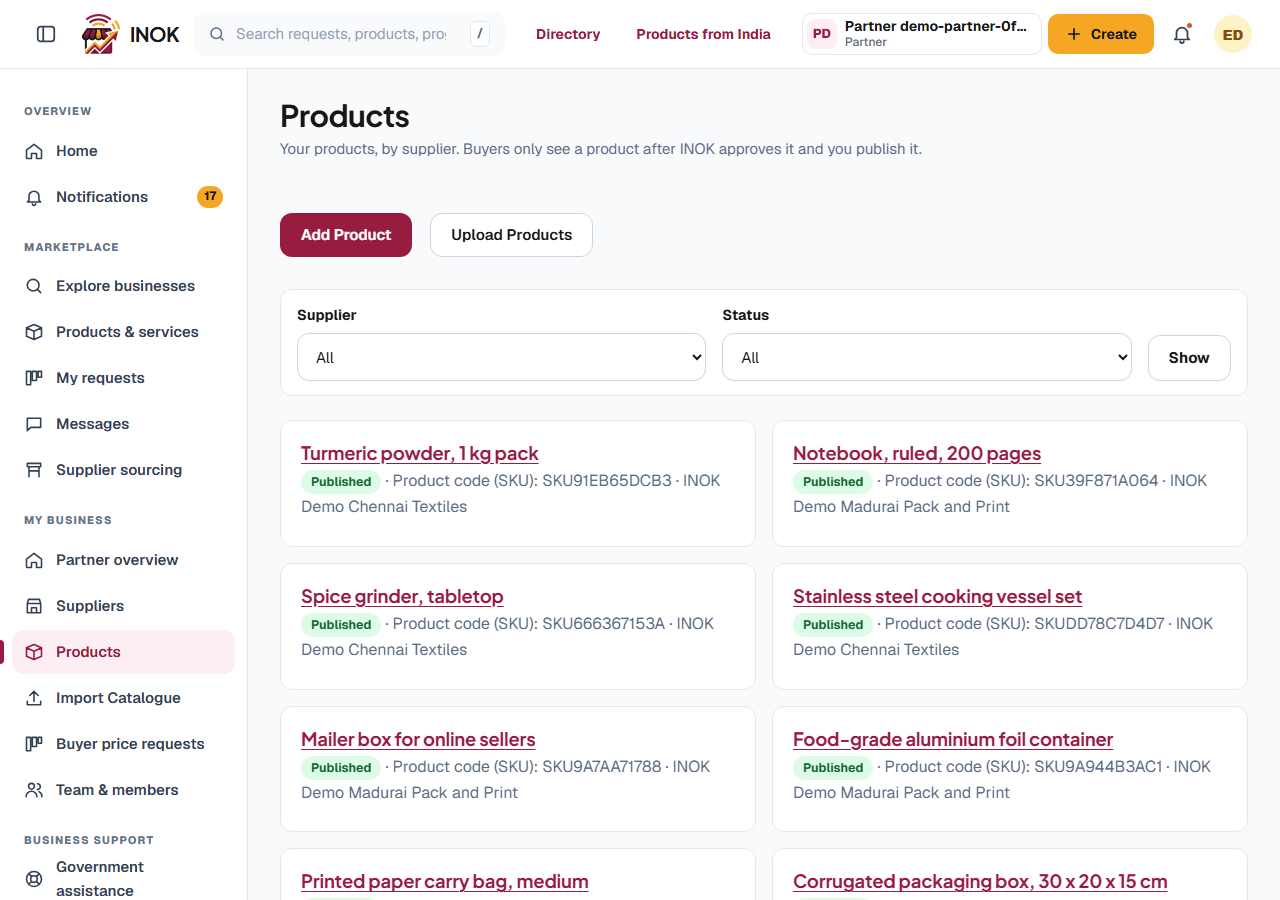 INOK
Search requests, products, pro
/
Directory
Products from India
PD
Partner demo-partner-0f…
Partner
Create
ED
OVERVIEW
Home
Notifications
17
MARKETPLACE
Explore businesses
Products & services
My requests
Messages
Supplier sourcing
MY BUSINESS
Partner overview
Suppliers
Products
Import Catalogue
Buyer price requests
Team & members
BUSINESS SUPPORT
Government
assistance
Products
Your products, by supplier. Buyers only see a product after INOK approves it and you publish it.
Add Product
Upload Products
Supplier
Status
All
All
Show
Turmeric powder, 1 kg pack
Published · Product code (SKU): SKU91EB65DCB3 · INOK
Demo Chennai Textiles
Notebook, ruled, 200 pages
Published · Product code (SKU): SKU39F871A064 · INOK
Demo Madurai Pack and Print
Spice grinder, tabletop
Published · Product code (SKU): SKU666367153A · INOK
Demo Chennai Textiles
Stainless steel cooking vessel set
Published · Product code (SKU): SKUDD78C7D4D7 · INOK
Demo Chennai Textiles
Mailer box for online sellers
Published · Product code (SKU): SKU9A7AA71788 · INOK
Demo Madurai Pack and Print
Food-grade aluminium foil container
Published · Product code (SKU): SKU9A944B3AC1 · INOK
Demo Madurai Pack and Print
Printed paper carry bag, medium
Corrugated packaging box, 30 x 20 x 15 cm